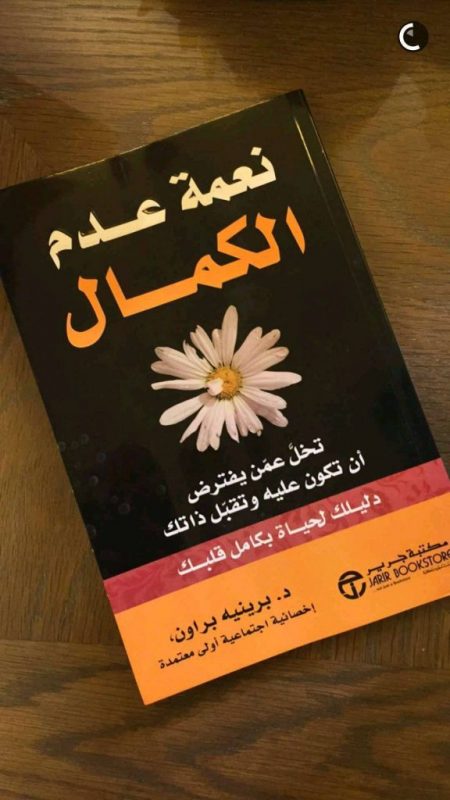 نعمة عدم
الكمال
تخلَّ عمّن يفترض
أن تكون عليه وتقبّل ذاتك
دليلك لحياة بكامل قلبك
مكتبة جرير
JARIR BOOKSTORE
د. برينيه براون،
إخصائية اجتماعية أولى معتمدة